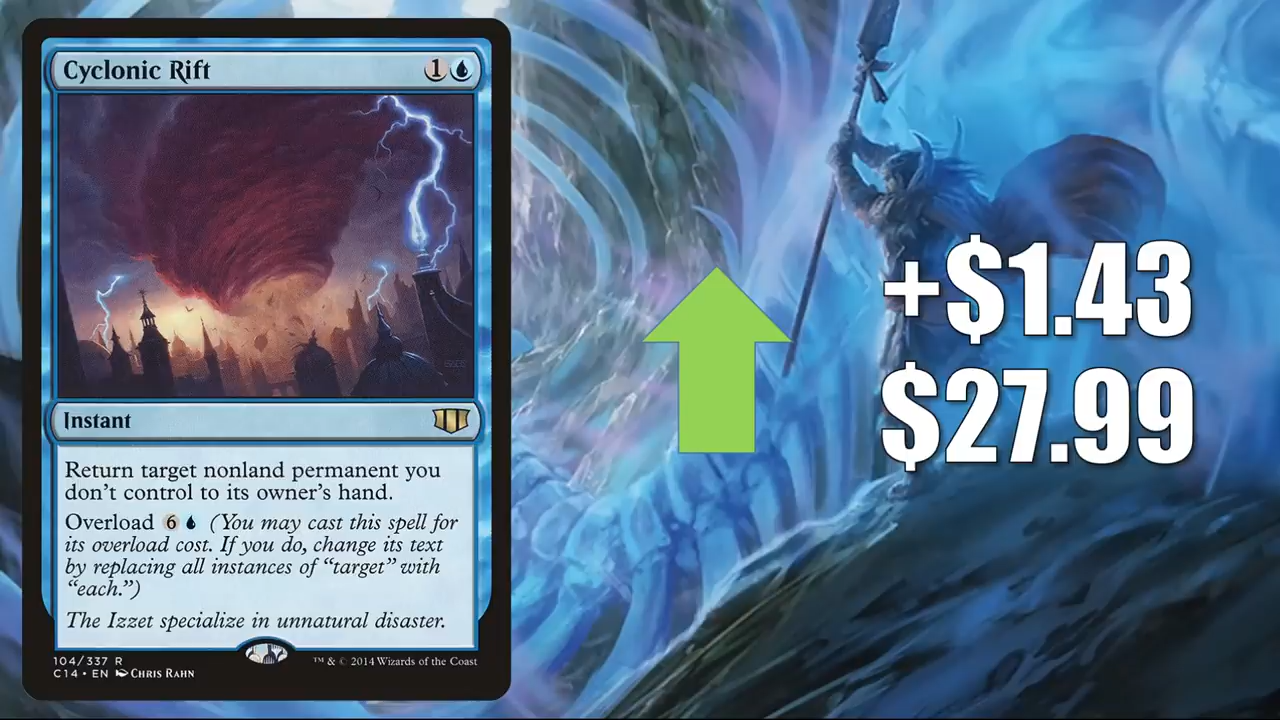 Cyclonic Rift 1
Instant
Return target nonland permanent you
don't control to its owner's hand.
Overload 6 (You may cast this spell for
its overload cost. If you do, change its text
by replacing all instances of “target” with
“each.”)
The Izzet specialize in unnatural disaster.
104/337 R
C14 • EN Chris Rahn
™ & © 2014 Wizards of the Coast
+$1.43
$27.99